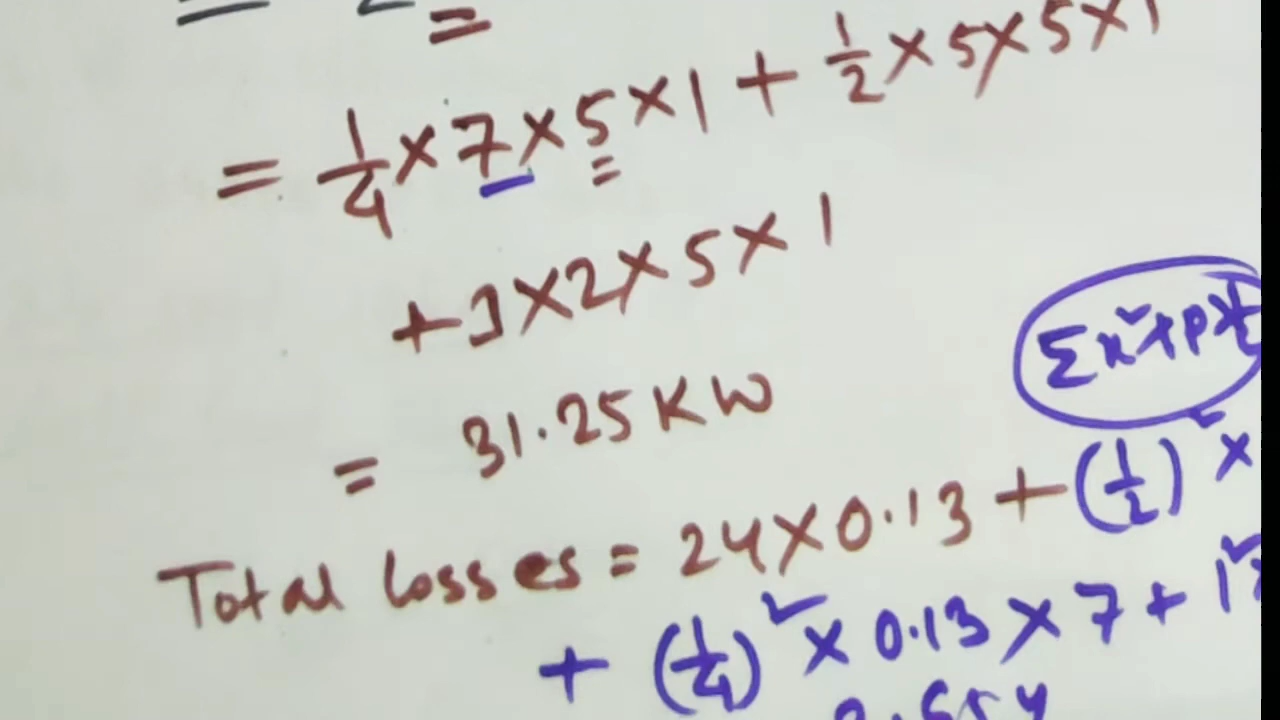 = 1/4 × 7 × 5 × 1 + 1/2 × 5 × 5 × 1
+ 1 × 2 × 5 × 1
= 31.25 KW
Total losses = 24 × 0.13 + (1/2)² ×
+ (1/4)² × 0.13 × 7 + 1²